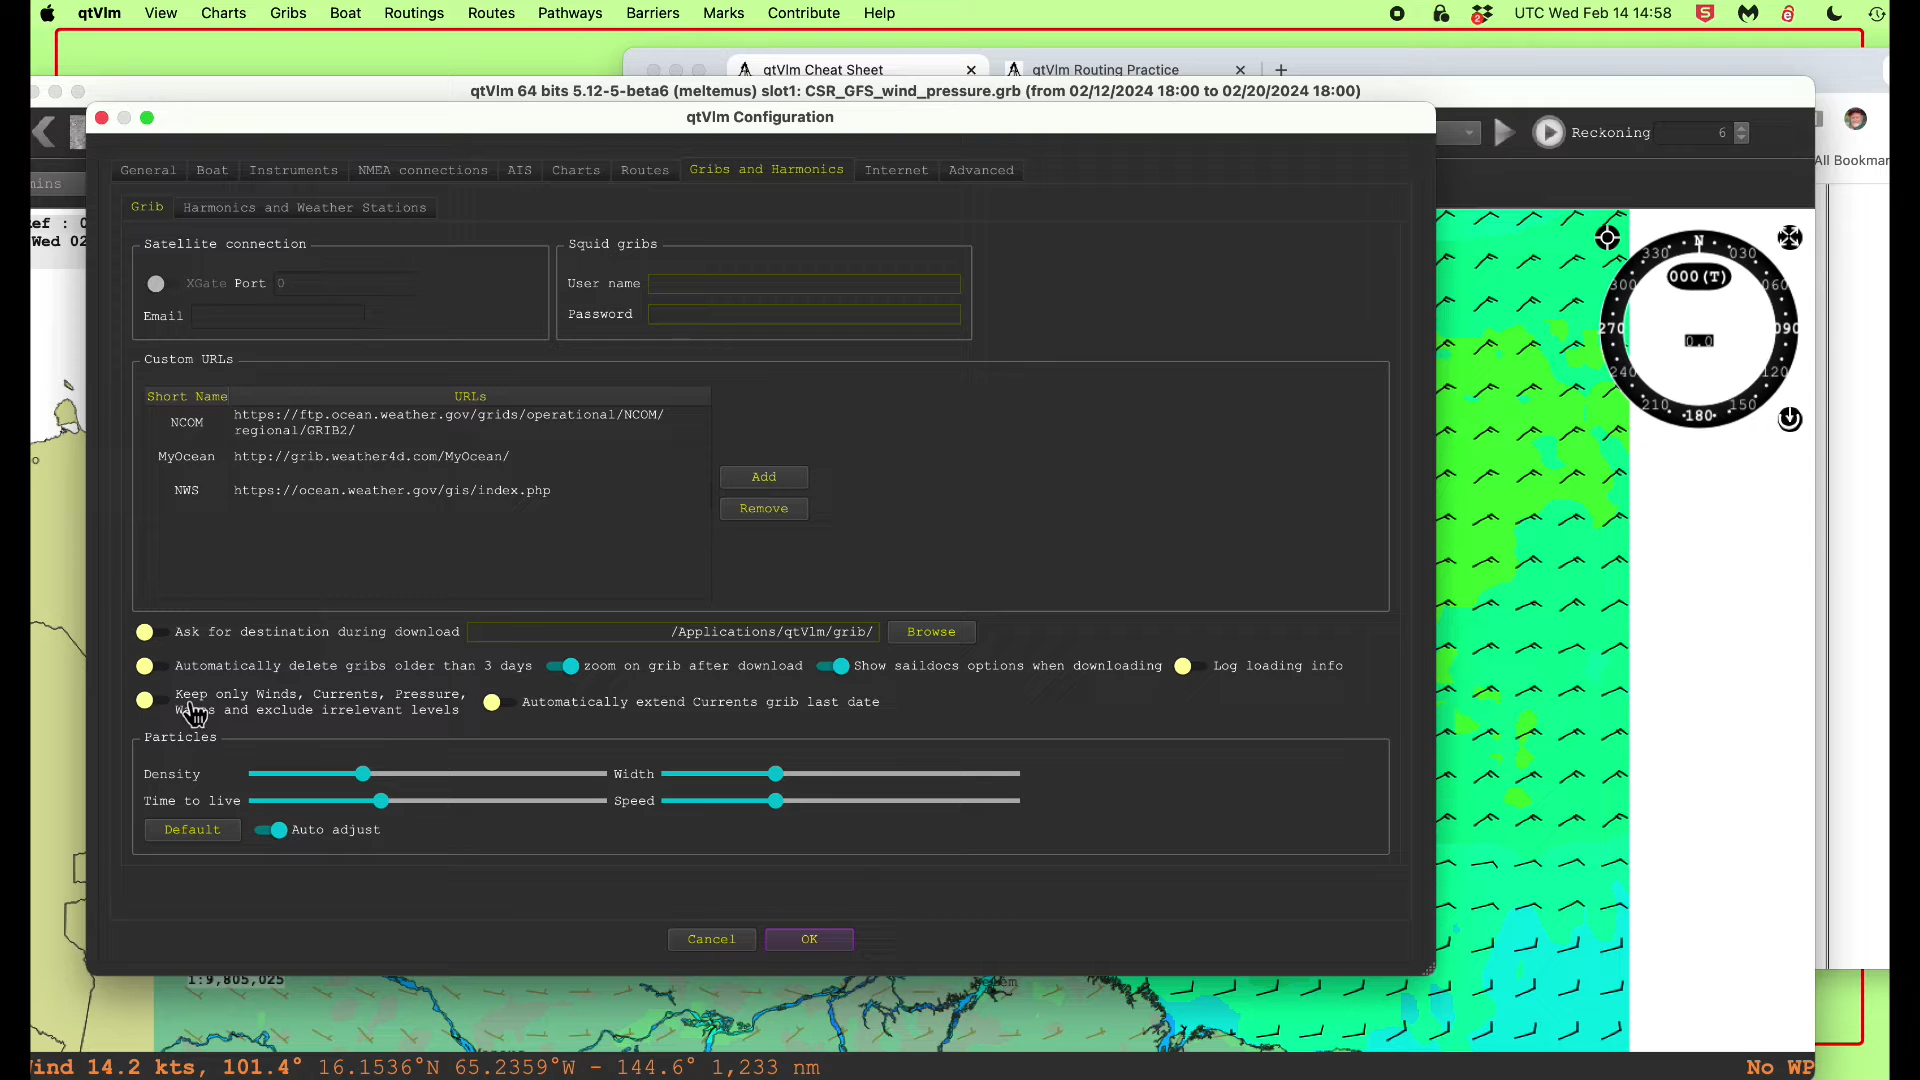 qtVlm View Charts Gribs Boat Routings Routes Pathways Barriers Marks Contribute Help
2 UTC Wed Feb 14 14:58
qtVlm Cheat Sheet
qtVlm Routing Practice
qtVlm 64 bits 5.12-5-beta6 (meltemus) slot1: CSR_GFS_wind_pressure.grb (from 02/12/2024 18:00 to 02/20/2024 18:00)
qtVlm Configuration
Reckoning 6
All Bookmar
General Boat Instruments NMEA connections AIS Charts Routes Gribs and Harmonics Internet Advanced
mins
Grib Harmonics and Weather Stations
ef : 0
Wed 02
Satellite connection
XGate Port 0
Email
Squid gribs
User name
Password
Custom URLs
Short Name URLs
NCOM https://ftp.ocean.weather.gov/grids/operational/NCOM/
regional/GRIB2/
MyOcean http://grib.weather4d.com/MyOcean/
NWS https://ocean.weather.gov/gis/index.php
Add
Remove
Ask for destination during download /Applications/qtVlm/grib/ Browse
Automatically delete gribs older than 3 days zoom on grib after download Show saildocs options when downloading Log loading info
Keep only Winds, Currents, Pressure,
and exclude irrelevant levels
Automatically extend Currents grib last date
Particles
Density Width
Time to live Speed
Default Auto adjust
Cancel OK
N
330 030
000(T)
300 060
270 090
0.0
240 120
210 150
180
1:9,805,025
ind 14.2 kts, 101.4° 16.1536°N 65.2359°W - 144.6° 1,233 nm
No WP